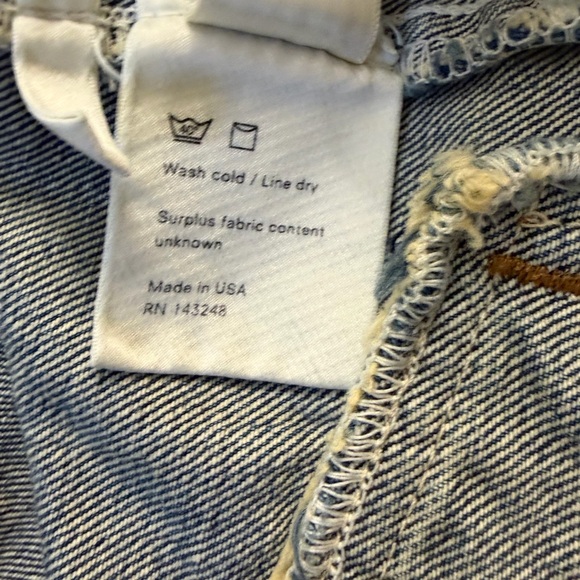 40°
Wash cold / Line dry
Surplus fabric content
unknown
Made in USA
RN 143248